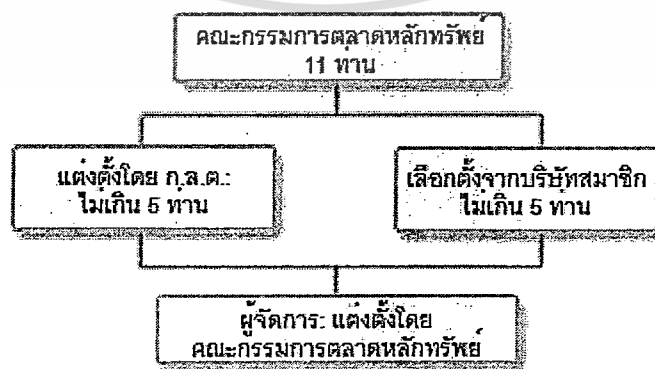 คณะกรรมการตลาดหลักทรัพย์
11 ท่าน
แต่งตั้งโดย ก.ล.ต.:
ไม่เกิน 5 ท่าน
เลือกตั้งจากบริษัทสมาชิก
ไม่เกิน 5 ท่าน
ผู้จัดการ: แต่งตั้งโดย
คณะกรรมการตลาดหลักทรัพย์